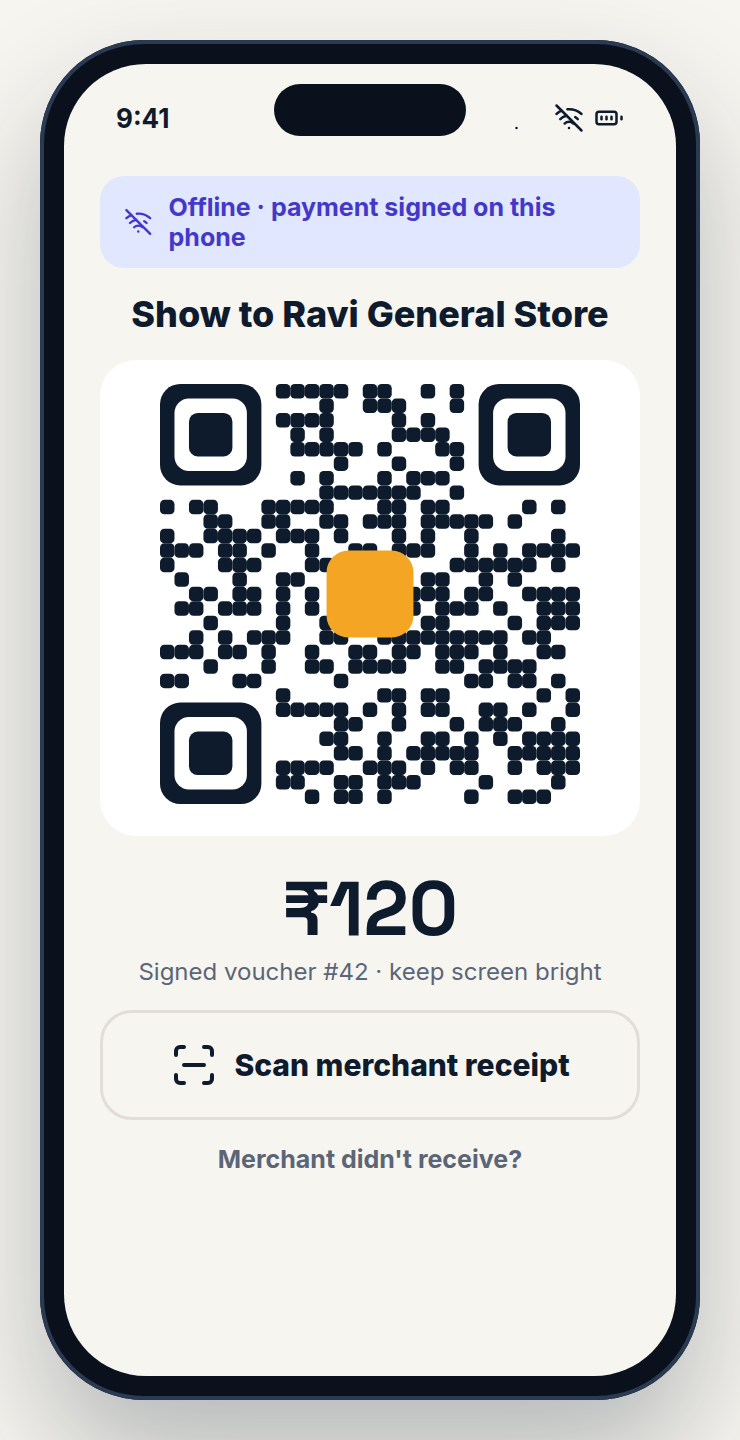 9:41
Offline · payment signed on this
phone
Show to Ravi General Store
₹120
Signed voucher #42 · keep screen bright
Scan merchant receipt
Merchant didn't receive?